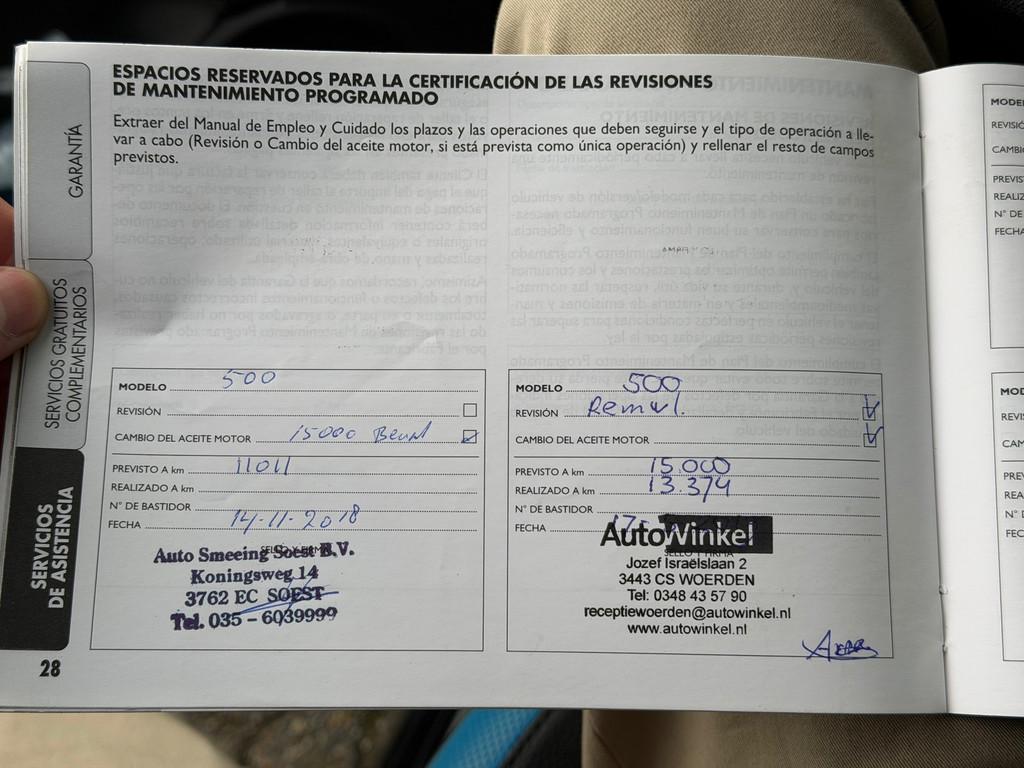 ESPACIOS RESERVADOS PARA LA CERTIFICACIÓN DE LAS REVISIONES
DE MANTENIMIENTO PROGRAMADO
Extraer del Manual de Empleo y Cuidado los plazos y las operaciones que deben seguirse y el tipo de operación a lle-
var a cabo (Revisión o Cambio del aceite motor, si está prevista como única operación) y rellenar el resto de campos
previstos.
GARANTÍA
SERVICIOS GRATUITOS
COMPLEMENTARIOS
SERVICIOS
DE ASISTENCIA
MODELO 500
REVISIÓN
CAMBIO DEL ACEITE MOTOR 15000
PREVISTO A km 11011
REALIZADO A km
N° DE BASTIDOR
FECHA 14-11-2018
SELLO Y FIRMA
Auto Smeeing Soest B.V.
Koningsweg 14
3762 EC SOEST
Tel. 035 - 6039999
MODELO 500
REVISIÓN
CAMBIO DEL ACEITE MOTOR
PREVISTO A km 15.000
REALIZADO A km 13.374
N° DE BASTIDOR
FECHA 17-
AutoWinkel
SELLO Y FIRMA
Jozef Israëlslaan 2
3443 CS WOERDEN
Tel: 0348 43 57 90
receptiewoerden@autowinkel.nl
www.autowinkel.nl
28